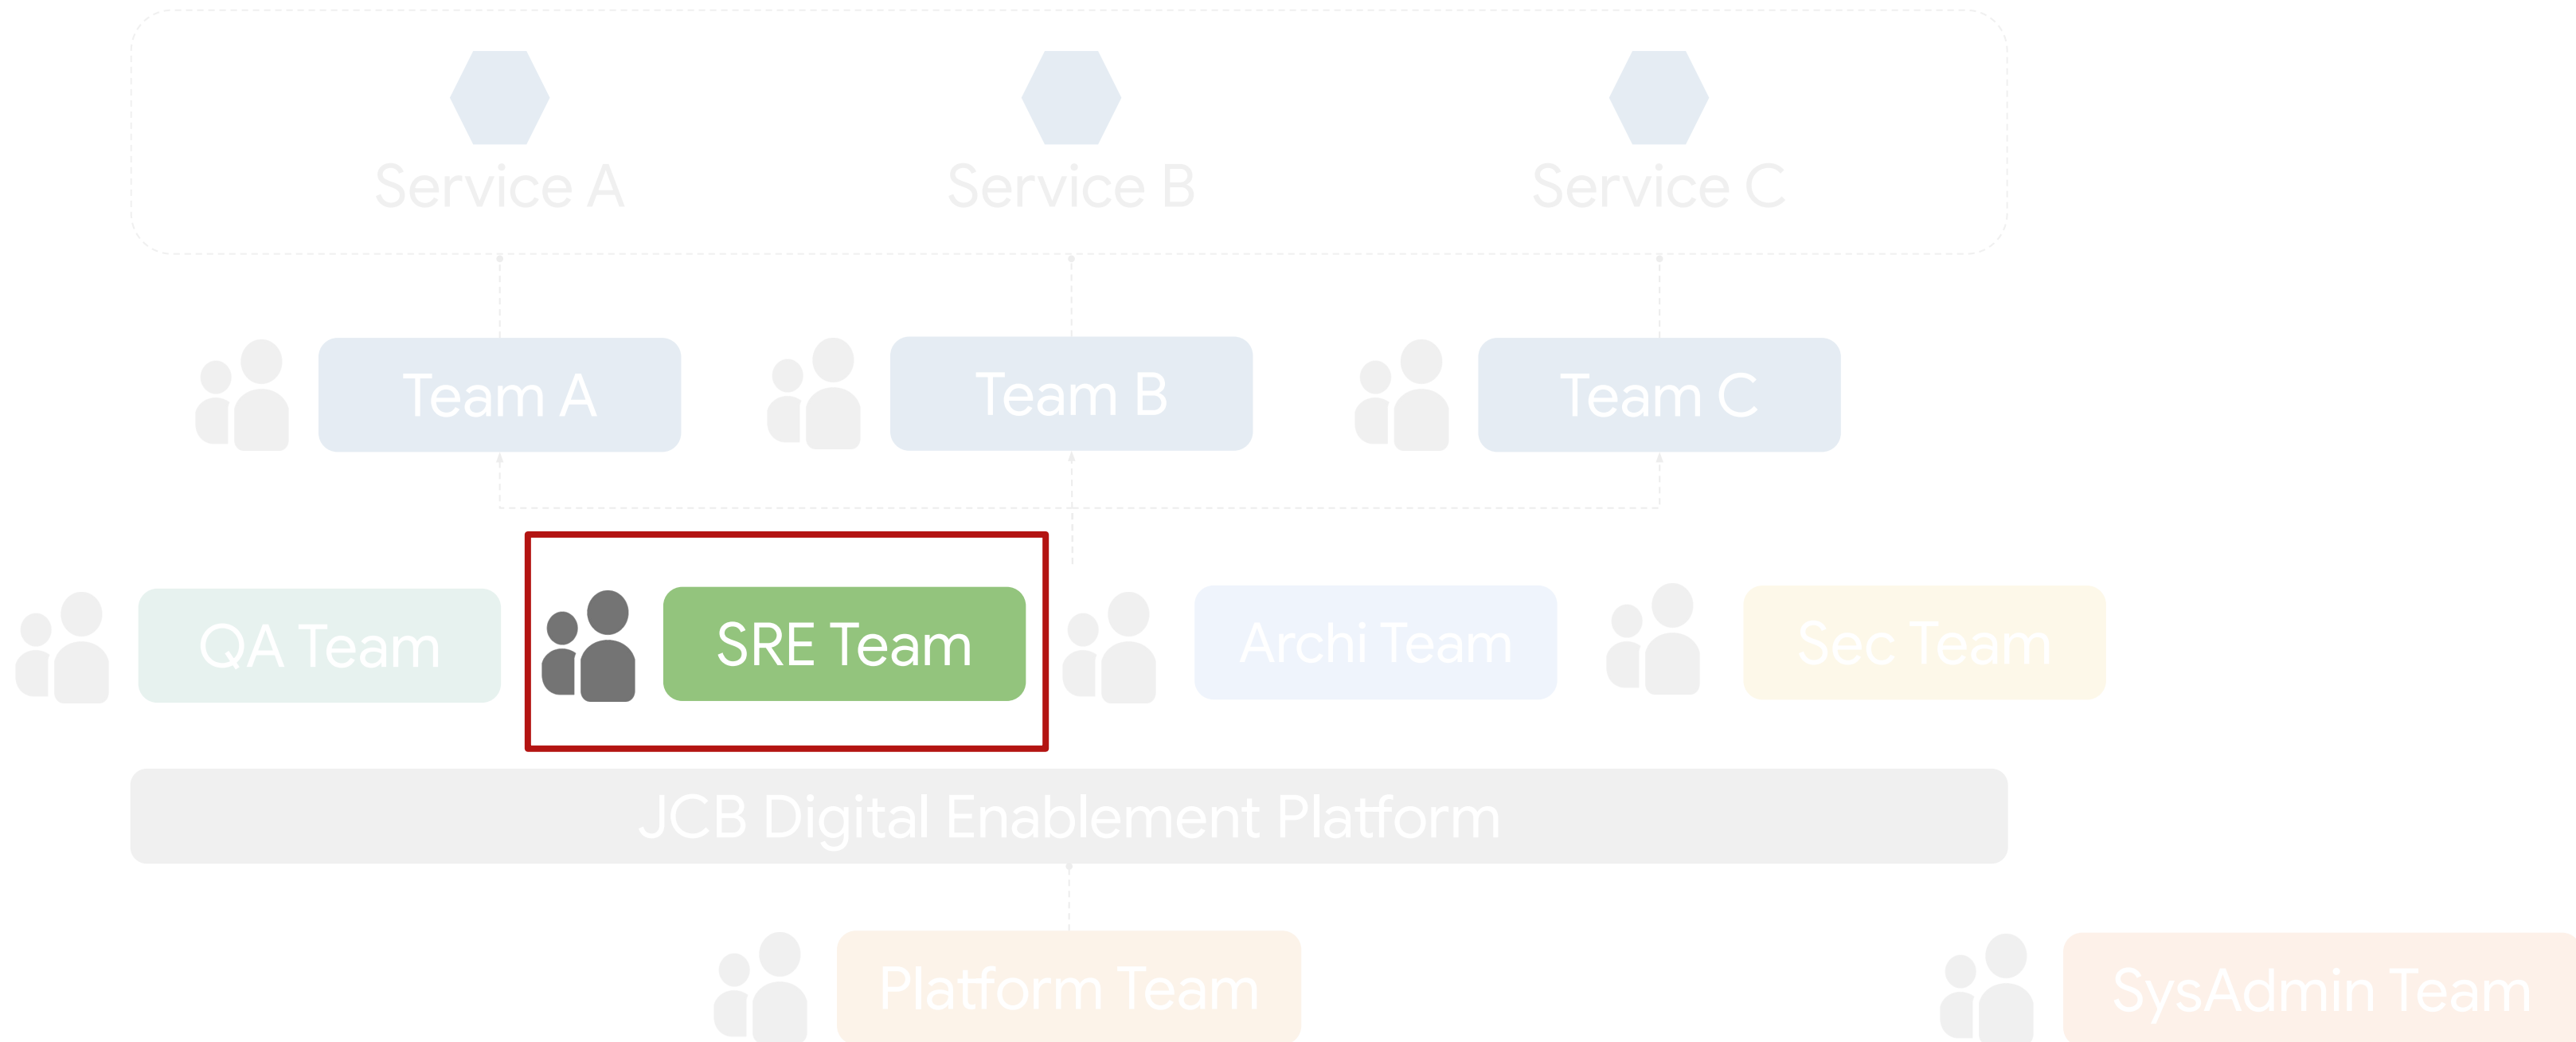 Service A
Service B
Service C
Team A
Team B
Team C
QA Team
SRE Team
Archi Team
Sec Team
JCB Digital Enablement Platform
Platform Team
SysAdmin Team